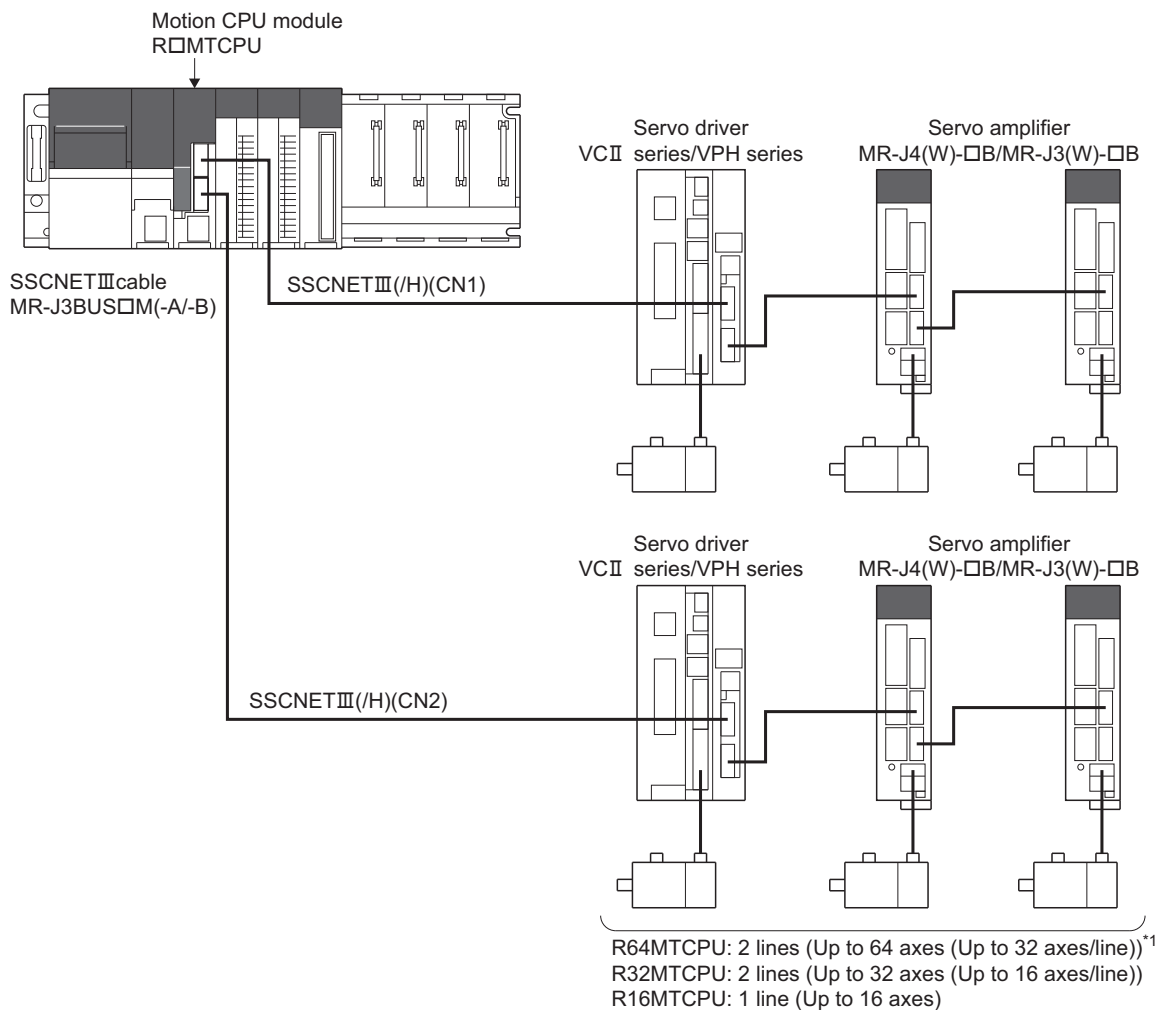 Motion CPU module
R□MTCPU
Servo driver
VCⅡ series/VPH series
Servo amplifier
MR-J4(W)-□B/MR-J3(W)-□B
SSCNETⅢcable
MR-J3BUS□M(-A/-B)
SSCNETⅢ(/H)(CN1)
Servo driver
VCⅡ series/VPH series
Servo amplifier
MR-J4(W)-□B/MR-J3(W)-□B
SSCNETⅢ(/H)(CN2)
R64MTCPU: 2 lines (Up to 64 axes (Up to 32 axes/line))*1
R32MTCPU: 2 lines (Up to 32 axes (Up to 16 axes/line))
R16MTCPU: 1 line (Up to 16 axes)